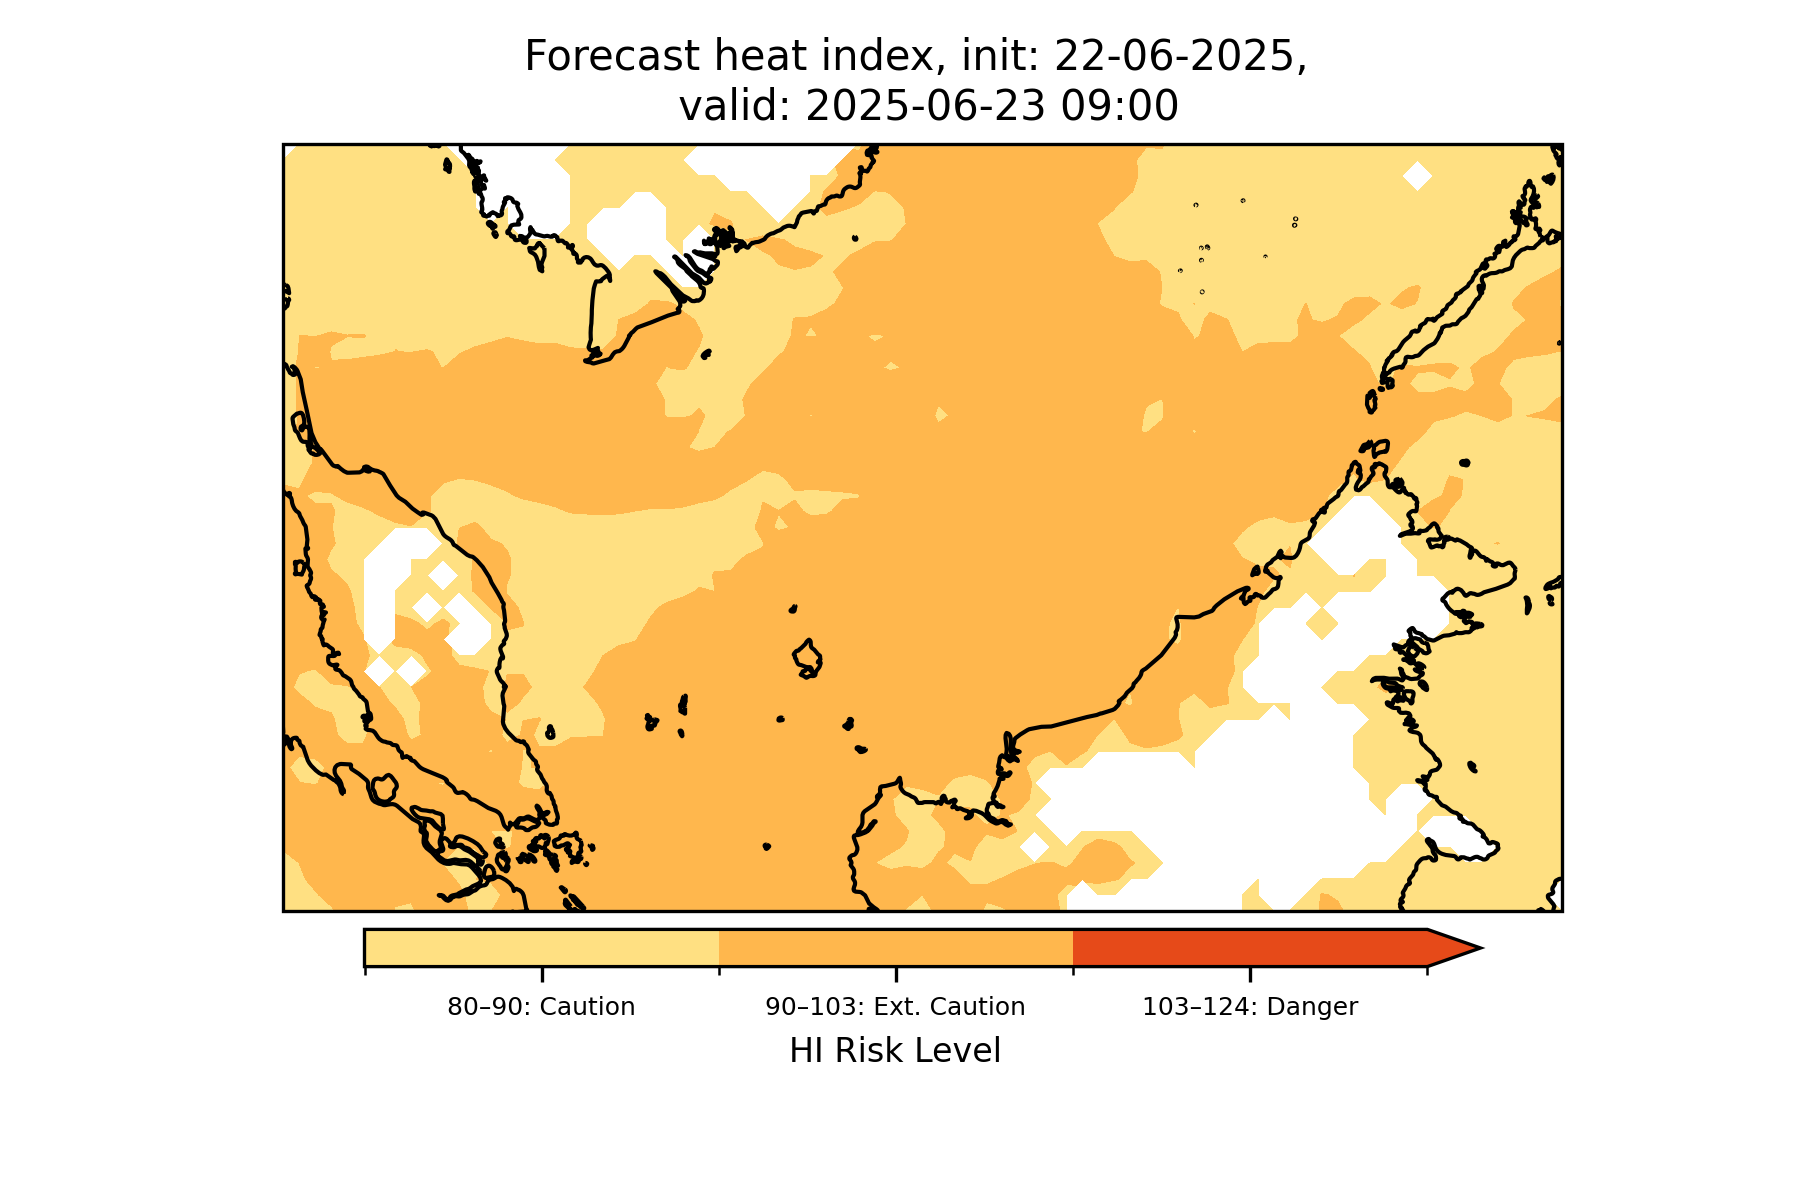 Forecast heat index, init: 22-06-2025,
valid: 2025-06-23 09:00
80–90: Caution
90–103: Ext. Caution
103–124: Danger
HI Risk Level